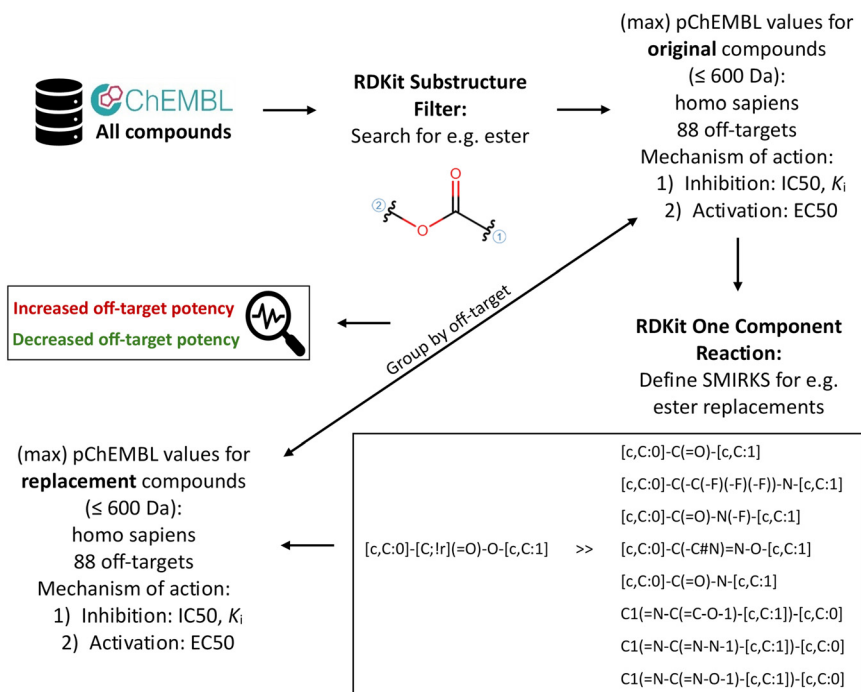 ChEMBL
All compounds
RDKit Substructure
Filter:
Search for e.g. ester
O
②
O
①
(max) pChEMBL values for
original compounds
(≤ 600 Da):
homo sapiens
88 off-targets
Mechanism of action:
1) Inhibition: IC50, Ki
2) Activation: EC50
Group by off-target
Increased off-target potency
Decreased off-target potency
RDKit One Component
Reaction:
Define SMIRKS for e.g.
ester replacements
[c,C:0]-[C;!r](=O)-O-[c,C:1] >>
[c,C:0]-C(=O)-[c,C:1]
[c,C:0]-C(-C(-F)(-F)(-F))-N-[c,C:1]
[c,C:0]-C(=O)-N(-F)-[c,C:1]
[c,C:0]-C(-C#N)=N-O-[c,C:1]
[c,C:0]-C(=O)-N-[c,C:1]
C1(=N-C(=C-O-1)-[c,C:1])-[c,C:0]
C1(=N-C(=N-N-1)-[c,C:1])-[c,C:0]
C1(=N-C(=N-O-1)-[c,C:1])-[c,C:0]
(max) pChEMBL values for
replacement compounds
(≤ 600 Da):
homo sapiens
88 off-targets
Mechanism of action:
1) Inhibition: IC50, Ki
2) Activation: EC50